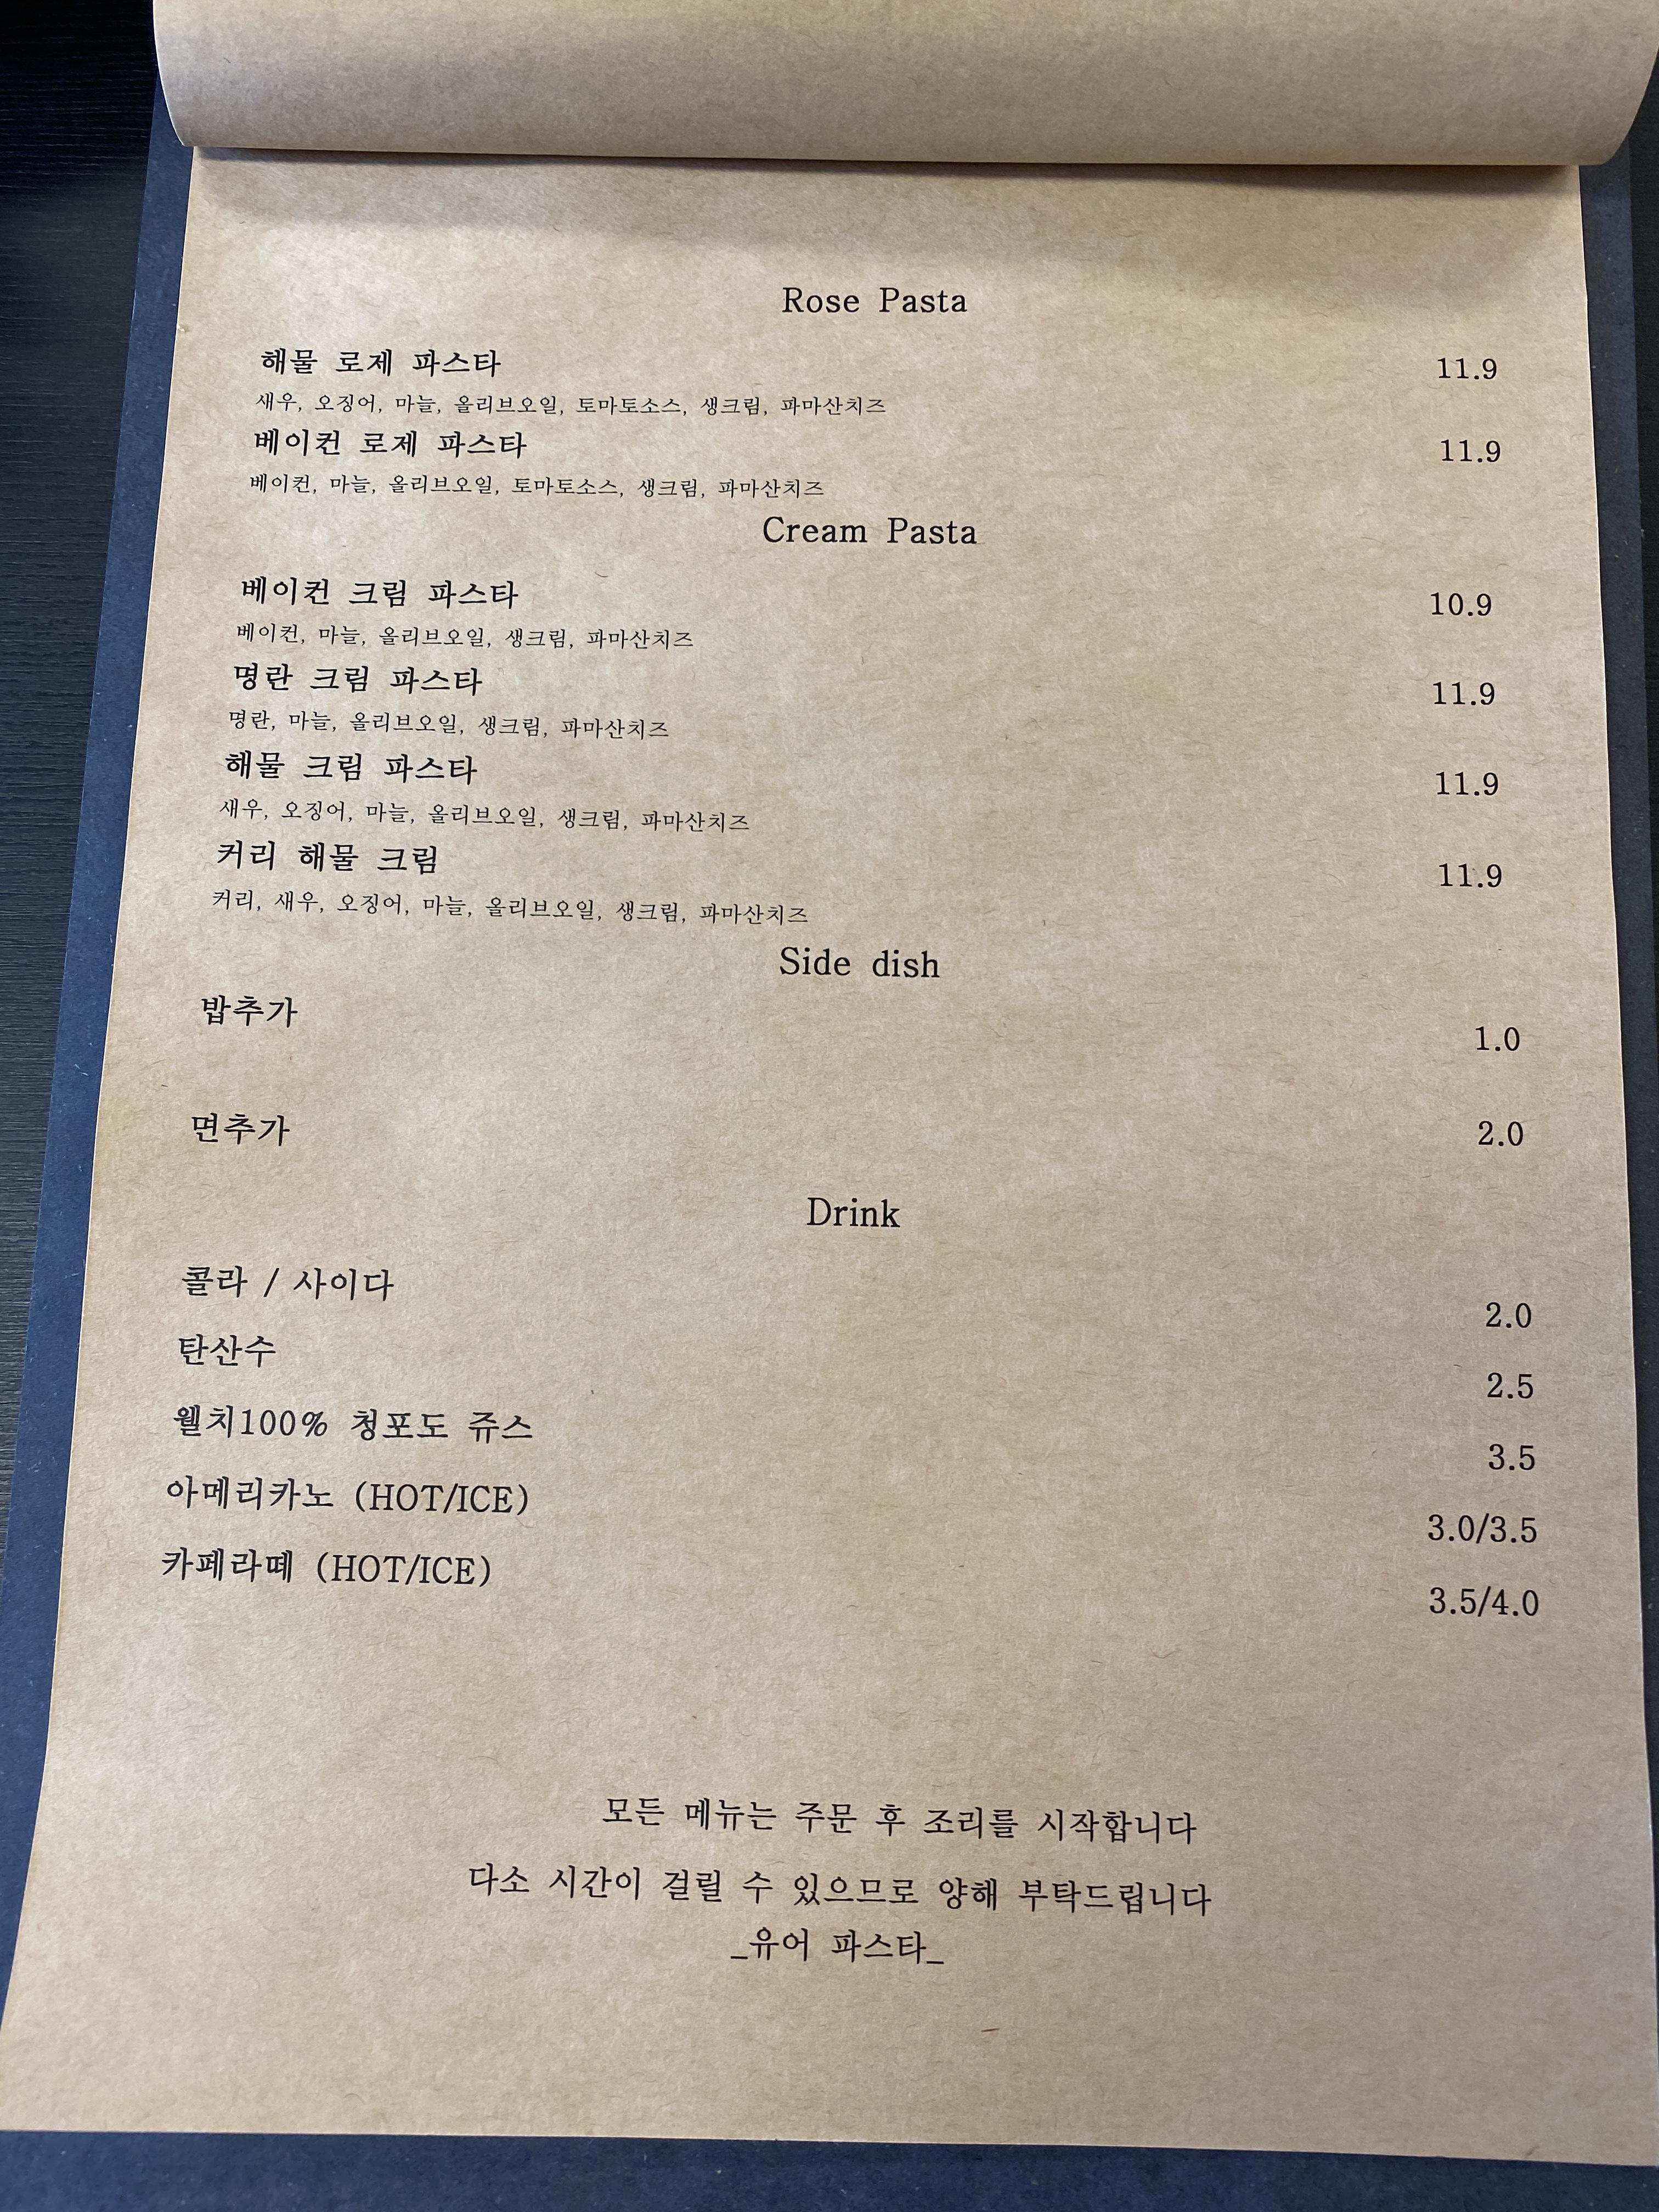 Rose Pasta
해물 로제 파스타 11.9
새우, 오징어, 마늘, 올리브오일, 토마토소스, 생크림, 파마산치즈
베이컨 로제 파스타 11.9
베이컨, 마늘, 올리브오일, 토마토소스, 생크림, 파마산치즈
Cream Pasta
베이컨 크림 파스타 10.9
베이컨, 마늘, 올리브오일, 생크림, 파마산치즈
명란 크림 파스타 11.9
명란, 마늘, 올리브오일, 생크림, 파마산치즈
해물 크림 파스타 11.9
새우, 오징어, 마늘, 올리브오일, 생크림, 파마산치즈
커리 해물 크림 11.9
커리, 새우, 오징어, 마늘, 올리브오일, 생크림, 파마산치즈
Side dish
밥추가 1.0
면추가 2.0
Drink
콜라 / 사이다 2.0
탄산수 2.5
웰치100% 청포도 쥬스 3.5
아메리카노 (HOT/ICE) 3.0/3.5
카페라떼 (HOT/ICE) 3.5/4.0
모든 메뉴는 주문 후 조리를 시작합니다
다소 시간이 걸릴 수 있으므로 양해 부탁드립니다
_유어 파스타_